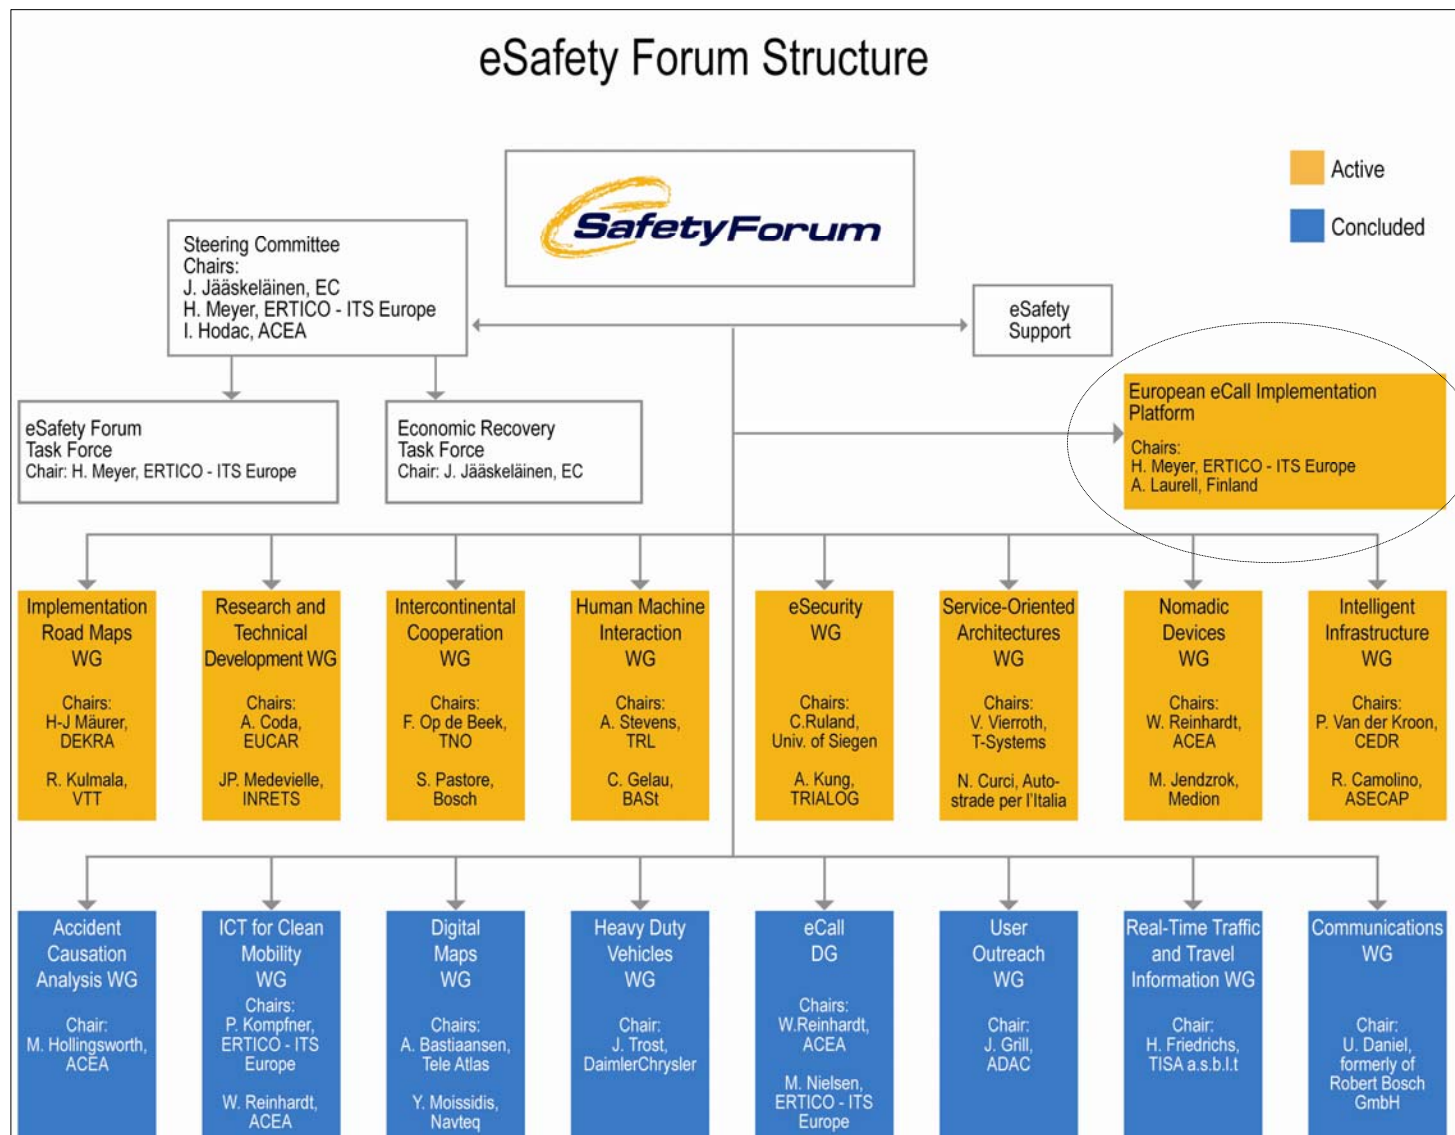 eSafety Forum Structure
SafetyForum
Active
Concluded
Steering Committee
Chairs:
J. Jääskeläinen, EC
H. Meyer, ERTICO - ITS Europe
I. Hodac, ACEA
eSafety
Support
European eCall Implementation
Platform
Chairs:
H. Meyer, ERTICO - ITS Europe
A. Laurell, Finland
eSafety Forum
Task Force
Chair: H. Meyer, ERTICO - ITS Europe
Economic Recovery
Task Force
Chair: J. Jääskeläinen, EC
Implementation
Road Maps
WG
Chairs:
H-J Mäurer,
DEKRA
R. Kulmala,
VTT
Research and
Technical
Development WG
Chairs:
A. Coda,
EUCAR
JP. Medevielle,
INRETS
Intercontinental
Cooperation
WG
Chairs:
F. Op de Beek,
TNO
S. Pastore,
Bosch
Human Machine
Interaction
WG
Chairs:
A. Stevens,
TRL
C. Gelau,
BASt
eSecurity
WG
Chairs:
C.Ruland,
Univ. of Siegen
A. Kung,
TRIALOG
Service-Oriented
Architectures
WG
Chairs:
V. Vierroth,
T-Systems
N. Curci, Auto-
strade per l'Italia
Nomadic
Devices
WG
Chairs:
W. Reinhardt,
ACEA
M. Jendzrok,
Medion
Intelligent
Infrastructure
WG
Chairs:
P. Van der Kroon,
CEDR
R. Camolino,
ASECAP
Accident
Causation
Analysis WG
Chair:
M. Hollingsworth,
ACEA
ICT for Clean
Mobility
WG
Chairs:
P. Kompfner,
ERTICO - ITS
Europe
W. Reinhardt,
ACEA
Digital
Maps
WG
Chairs:
A. Bastiaansen,
Tele Atlas
Y. Moissidis,
Navteq
Heavy Duty
Vehicles
WG
Chair:
J. Trost,
DaimlerChrysler
eCall
DG
Chairs:
W.Reinhardt,
ACEA
M. Nielsen,
ERTICO - ITS
Europe
User
Outreach
WG
Chair:
J. Grill,
ADAC
Real-Time Traffic
and Travel
Information WG
Chair:
H. Friedrichs,
TISA a.s.b.l.t
Communications
WG
Chair:
U. Daniel,
formerly of
Robert Bosch
GmbH